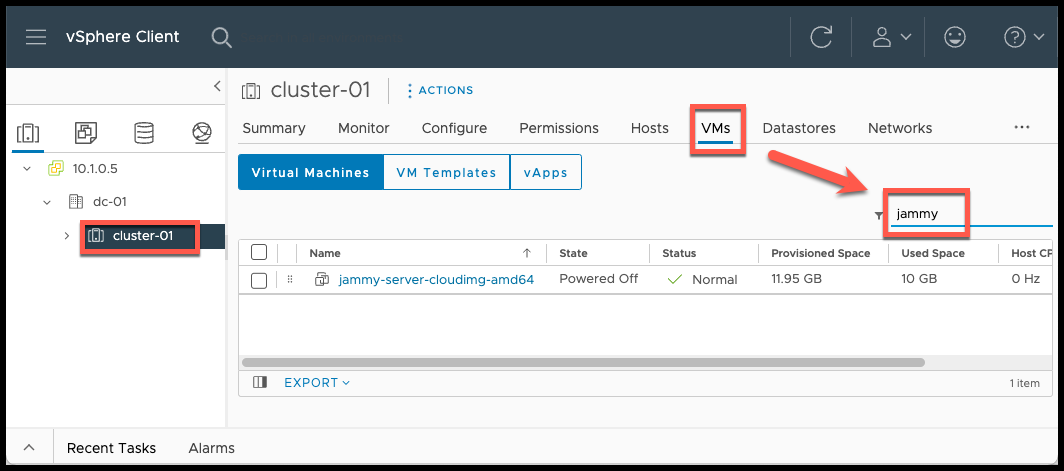 vSphere Client
cluster-01
ACTIONS
Summary Monitor Configure Permissions Hosts VMs Datastores Networks ...
10.1.0.5
dc-01
cluster-01
Virtual Machines VM Templates vApps
jammy
Name State Status Provisioned Space Used Space Host CP
jammy-server-cloudimg-amd64 Powered Off Normal 11.95 GB 10 GB 0 Hz
EXPORT 1 item
Recent Tasks Alarms